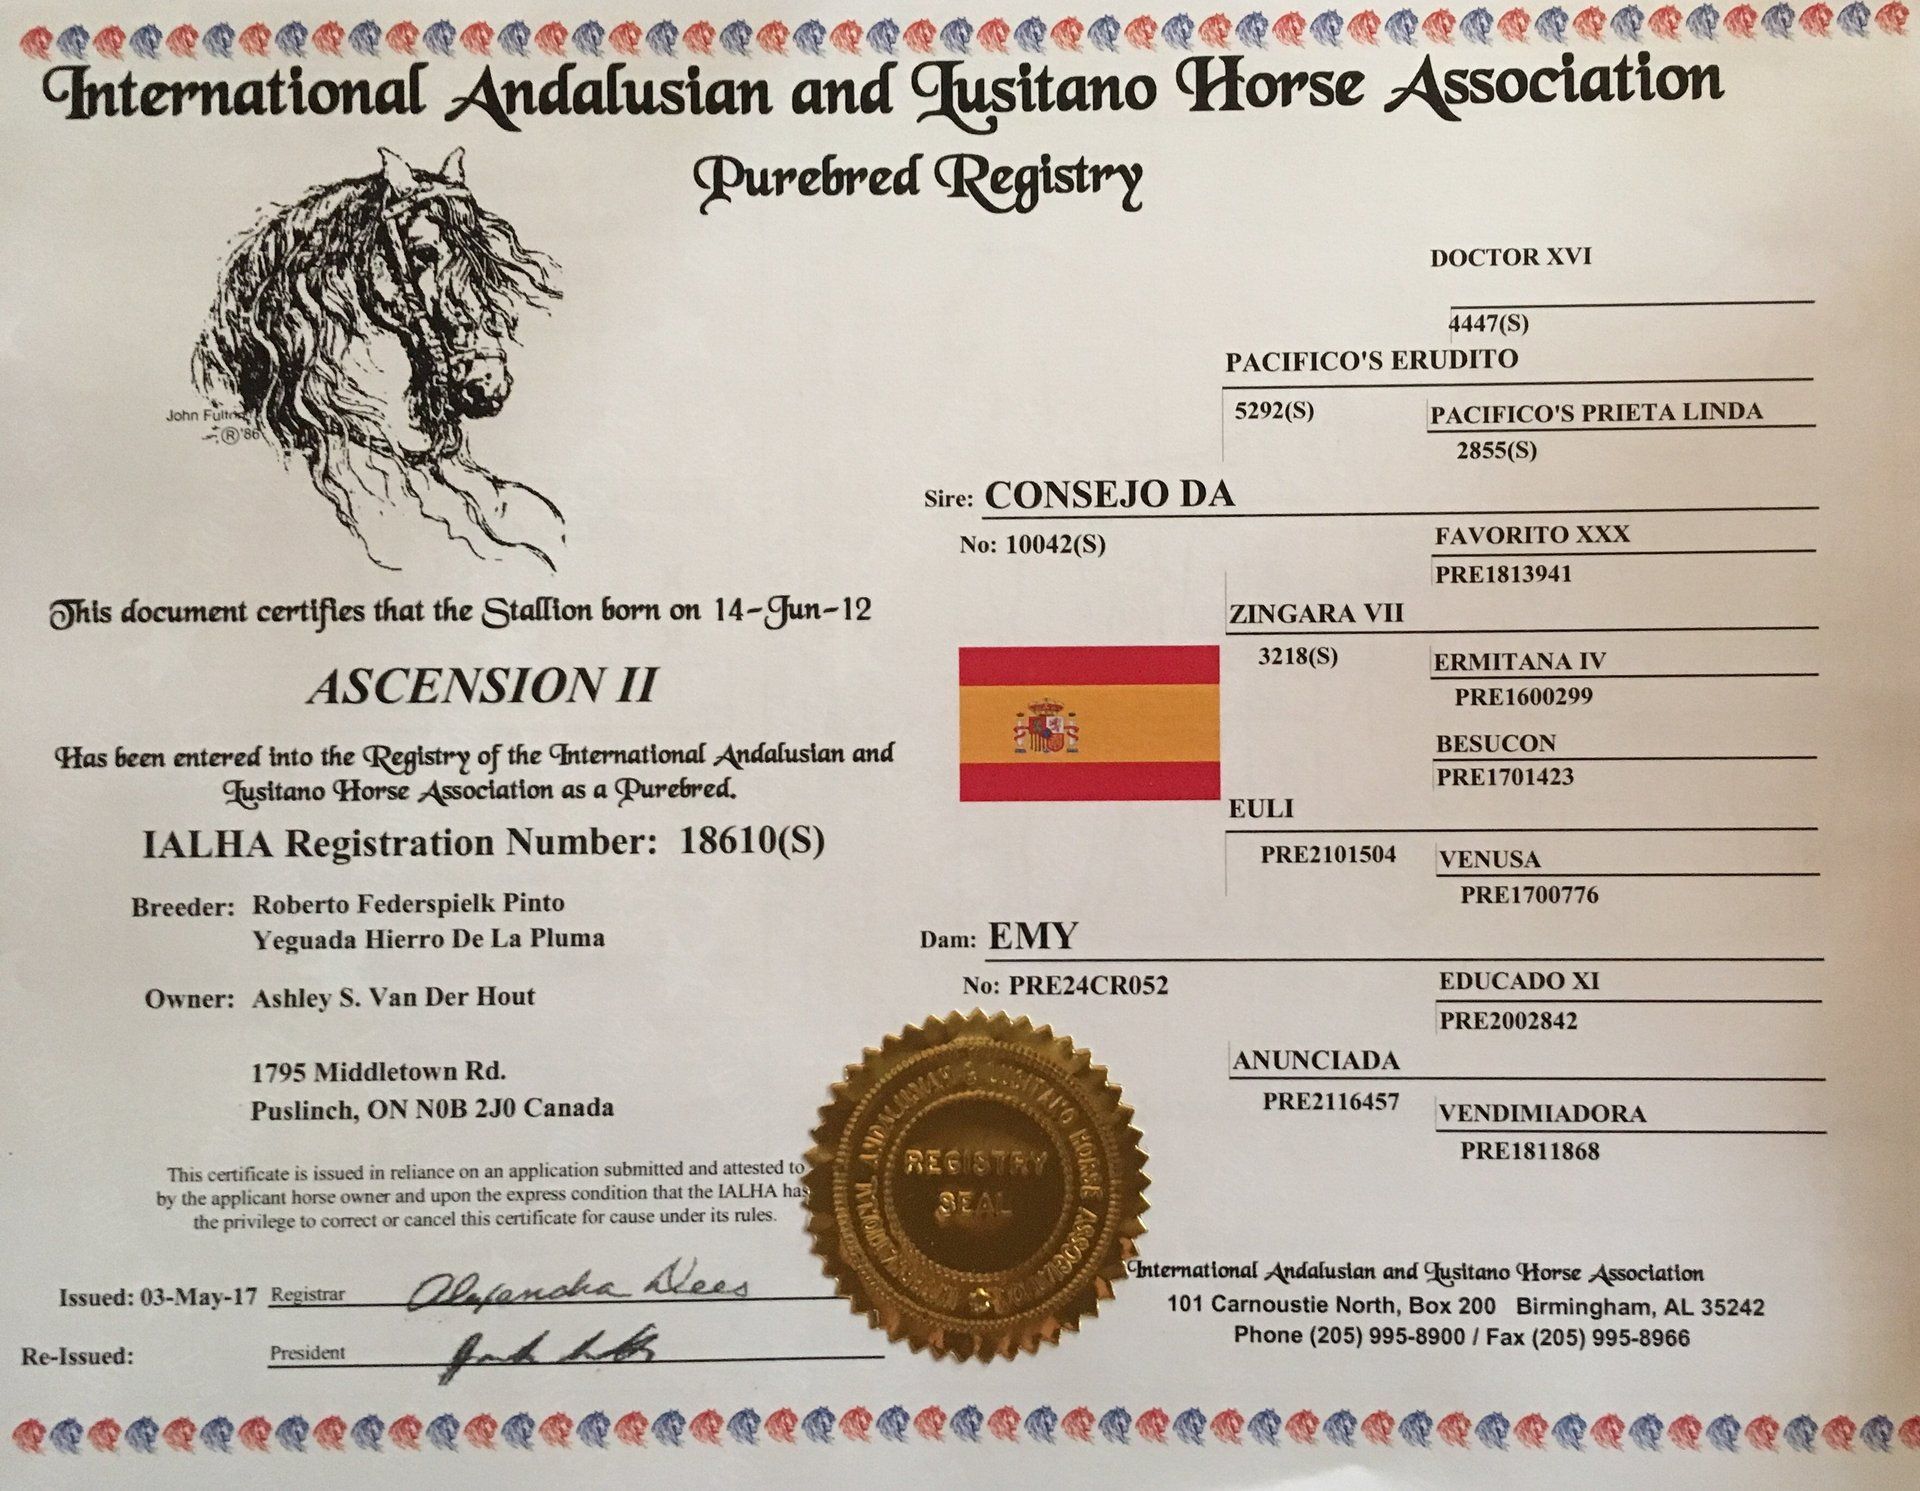 International Andalusian and Lusitano Horse Association
Purebred Registry
John Fulton
® '86
This document certifies that the Stallion born on 14-Jun-12
ASCENSION II
Has been entered into the Registry of the International Andalusian and
Lusitano Horse Association as a Purebred.
IALHA Registration Number: 18610(S)
Breeder: Roberto Federspielk Pinto
Yeguada Hierro De La Pluma
Owner: Ashley S. Van Der Hout
1795 Middletown Rd.
Puslinch, ON N0B 2J0 Canada
This certificate is issued in reliance on an application submitted and attested to
by the applicant horse owner and upon the express condition that the IALHA has
the privilege to correct or cancel this certificate for cause under its rules.
Issued: 03-May-17 Registrar Alexandra Nees
Re-Issued: President
DOCTOR XVI
4447(S)
PACIFICO'S ERUDITO
5292(S)
PACIFICO'S PRIETA LINDA
2855(S)
Sire: CONSEJO DA
No: 10042(S)
FAVORITO XXX
PRE1813941
ZINGARA VII
3218(S)
ERMITANA IV
PRE1600299
BESUCON
PRE1701423
EULI
PRE2101504
VENUSA
PRE1700776
Dam: EMY
No: PRE24CR052
EDUCADO XI
PRE2002842
ANUNCIADA
PRE2116457
VENDIMIADORA
PRE1811868
REGISTRY
SEAL
International Andalusian and Lusitano Horse Association
101 Carnoustie North, Box 200 Birmingham, AL 35242
Phone (205) 995-8900 / Fax (205) 995-8966